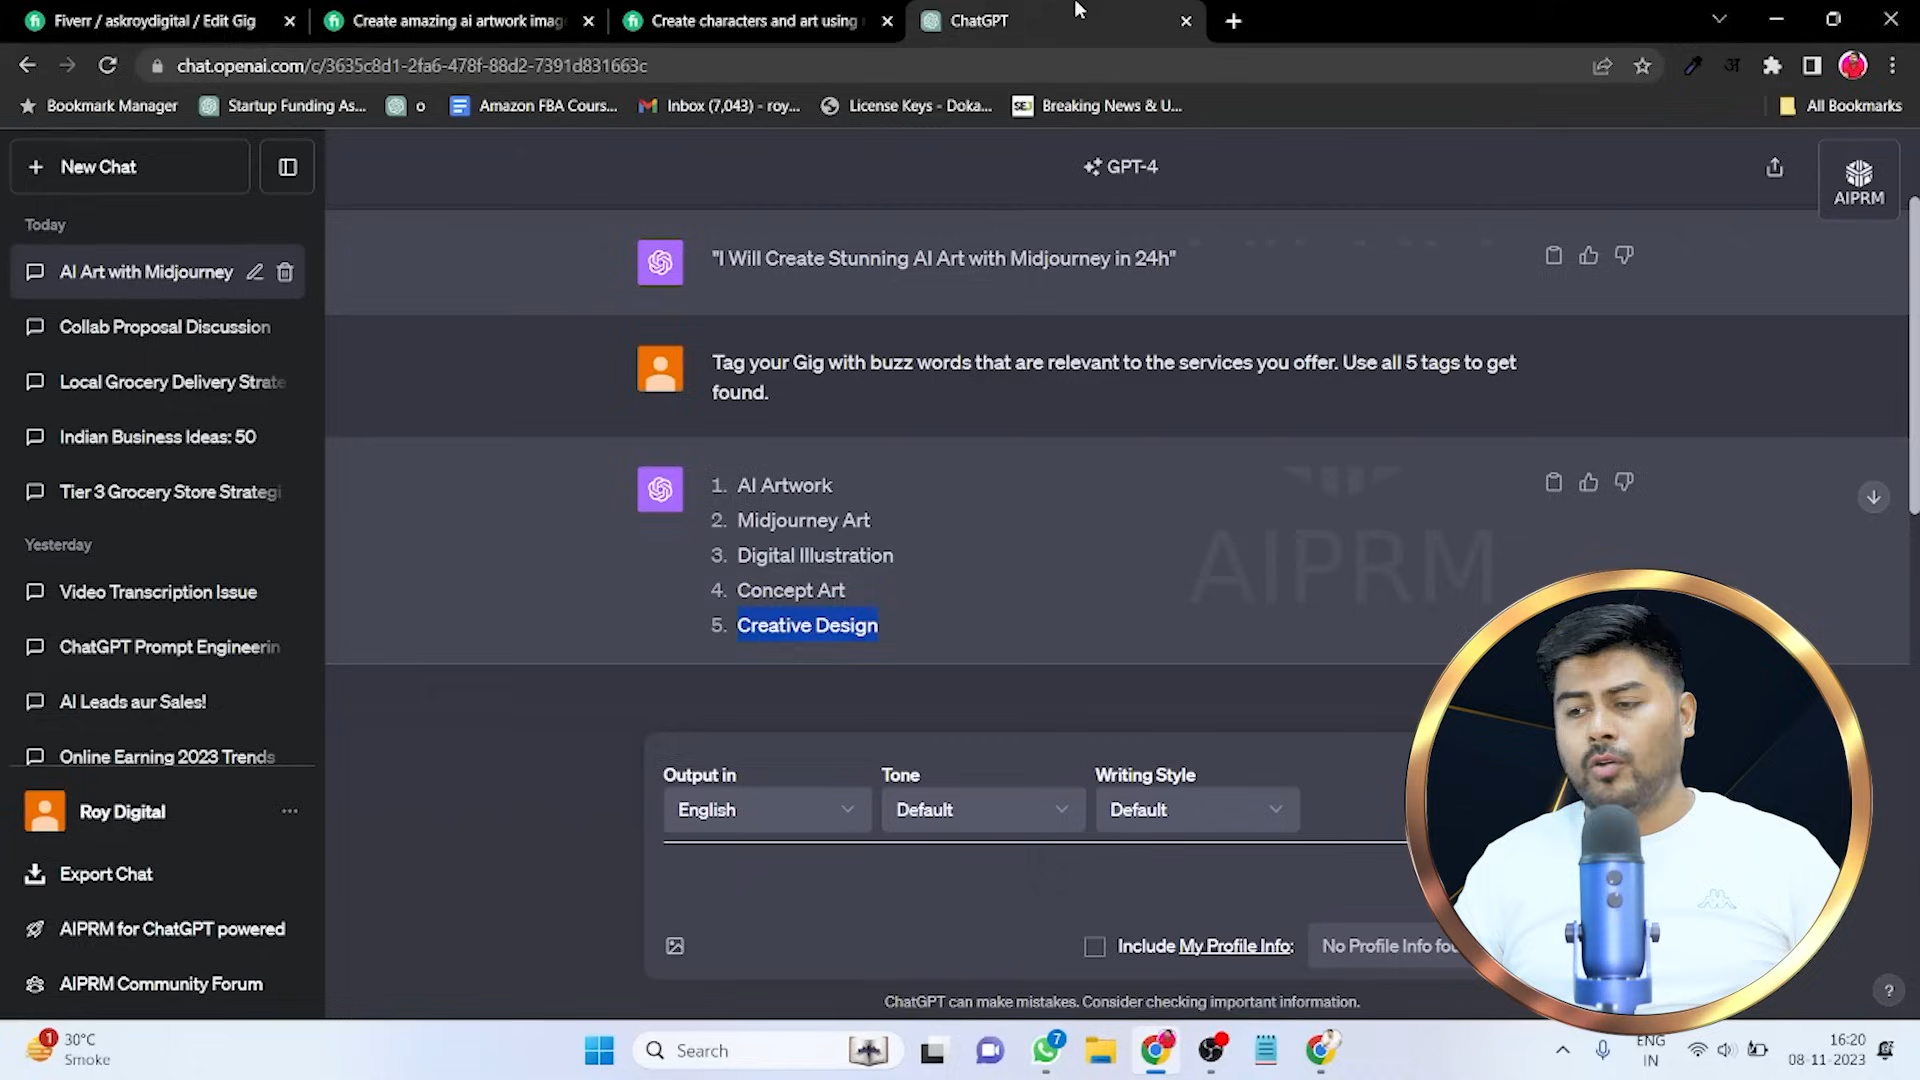 Fiverr / askroydigital / Edit Gig
Create amazing ai artwork imag
Create characters and art using
ChatGPT
chat.openai.com/c/3635c8d1-2fa6-478f-88d2-7391d831663c
Bookmark Manager
Startup Funding As...
o
Amazon FBA Cours...
Inbox (7,043) - roy...
License Keys - Doka...
SEJ
Breaking News & U...
All Bookmarks
New Chat
GPT-4
AIPRM
Today
AI Art with Midjourney
Collab Proposal Discussion
Local Grocery Delivery Strate
Indian Business Ideas: 50
Tier 3 Grocery Store Strategi
Yesterday
Video Transcription Issue
ChatGPT Prompt Engineerin
AI Leads aur Sales!
Online Earning 2023 Trends
Roy Digital
Export Chat
AIPRM for ChatGPT powered
AIPRM Community Forum
"I Will Create Stunning AI Art with Midjourney in 24h"
Tag your Gig with buzz words that are relevant to the services you offer. Use all 5 tags to get
found.
1. AI Artwork
2. Midjourney Art
3. Digital Illustration
4. Concept Art
5. Creative Design
AIPRM
Output in
Tone
Writing Style
English
Default
Default
Include My Profile Info:
No Profile Info fou
ChatGPT can make mistakes. Consider checking important information.
?
1
30°C
Smoke
Search
7
ENG
IN
16:20
08-11-2023